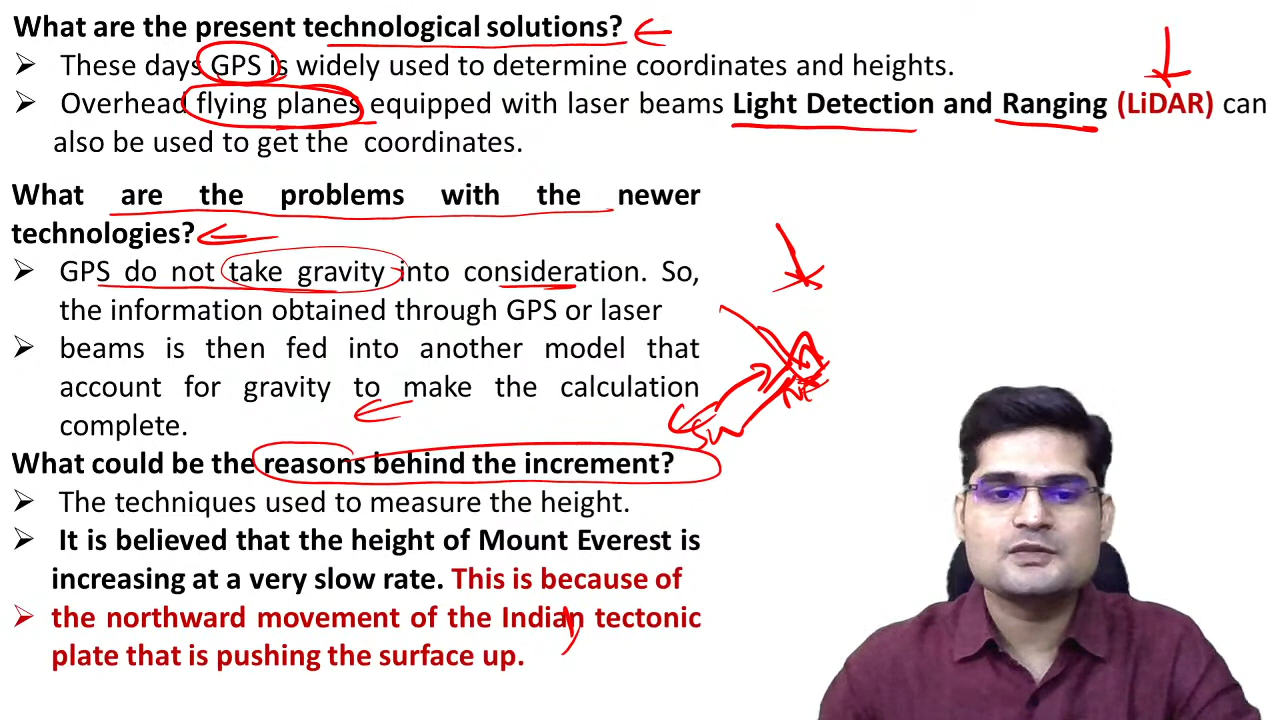 What are the present technological solutions?
➢ These days GPS is widely used to determine coordinates and heights.
➢ Overhead flying planes equipped with laser beams Light Detection and Ranging (LiDAR) can
also be used to get the coordinates.
What are the problems with the newer
technologies?
➢ GPS do not take gravity into consideration. So,
the information obtained through GPS or laser
➢ beams is then fed into another model that
account for gravity to make the calculation
complete.
What could be the reasons behind the increment?
➢ The techniques used to measure the height.
➢ It is believed that the height of Mount Everest is
increasing at a very slow rate. This is because of
➢ the northward movement of the Indian tectonic
plate that is pushing the surface up.